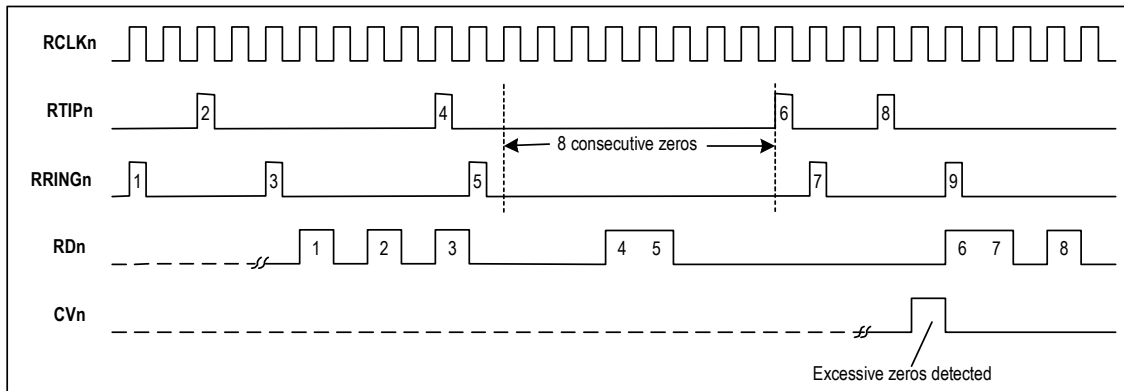 RCLKn
RTIPn 2 4 6 8
8 consecutive zeros
RRINGn 1 3 5 7 9
RDn 1 2 3 4 5 6 7 8
CVn
Excessive zeros detected